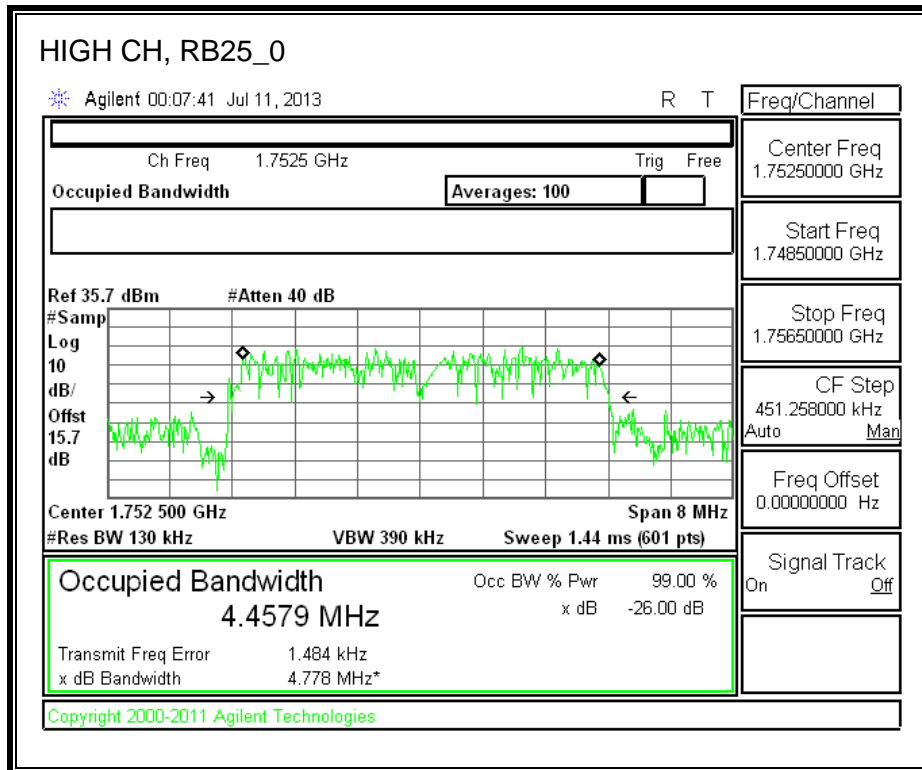 HIGH CH, RB25_0
Agilent 00:07:41 Jul 11, 2013 R T
Freq/Channel
Ch Freq 1.7525 GHz Trig Free
Occupied Bandwidth Averages: 100
Center Freq
1.75250000 GHz
Start Freq
1.74850000 GHz
Ref 35.7 dBm #Atten 40 dB
#Samp
Log
10
dB/
Offst
15.7
dB
Stop Freq
1.75650000 GHz
CF Step
451.258000 kHz
Auto Man
Freq Offset
0.00000000 Hz
Center 1.752 500 GHz Span 8 MHz
#Res BW 130 kHz VBW 390 kHz Sweep 1.44 ms (601 pts)
Signal Track
On Off
Occupied Bandwidth Occ BW % Pwr 99.00 %
4.4579 MHz x dB -26.00 dB
Transmit Freq Error 1.484 kHz
x dB Bandwidth 4.778 MHz*
Copyright 2000-2011 Agilent Technologies